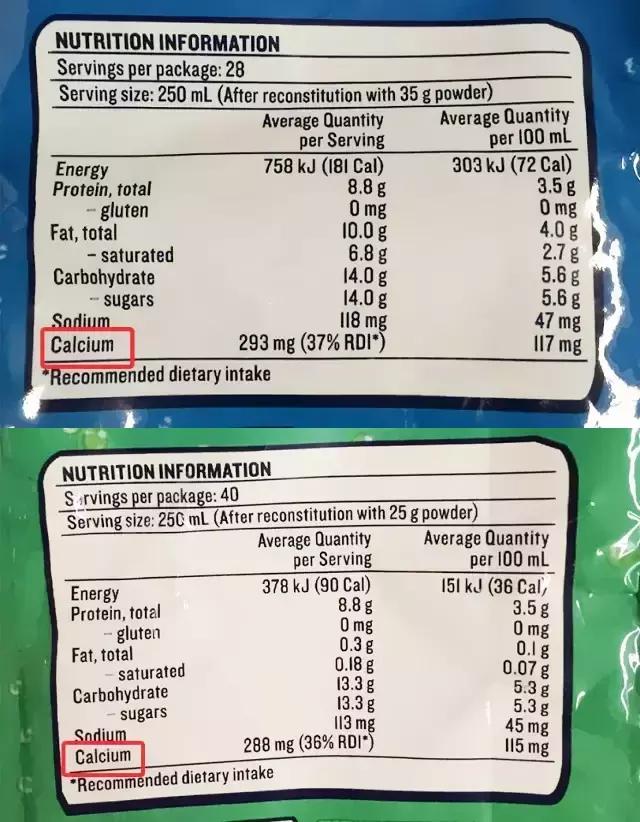 NUTRITION INFORMATION
Servings per package: 28
Serving size: 250 mL (After reconstitution with 35 g powder)
Average Quantity per Serving Average Quantity per 100 mL
Energy 758 kJ (181 Cal) 303 kJ (72 Cal)
Protein, total 8.8 g 3.5 g
- gluten 0 mg 0 mg
Fat, total 10.0 g 4.0 g
- saturated 6.8 g 2.7 g
Carbohydrate 14.0 g 5.6 g
- sugars 14.0 g 5.6 g
Sodium 118 mg 47 mg
Calcium 293 mg (37% RDI*) 117 mg
*Recommended dietary intake
NUTRITION INFORMATION
Servings per package: 40
Serving size: 250 mL (After reconstitution with 25 g powder)
Average Quantity per Serving Average Quantity per 100 mL
Energy 378 kJ (90 Cal) 151 kJ (36 Cal)
Protein, total 8.8 g 3.5 g
- gluten 0 mg 0 mg
Fat, total 0.3 g 0.1 g
- saturated 0.18 g 0.07 g
Carbohydrate 13.3 g 5.3 g
- sugars 13.3 g 5.3 g
Sodium 113 mg 45 mg
Calcium 288 mg (36% RDI*) 115 mg
*Recommended dietary intake